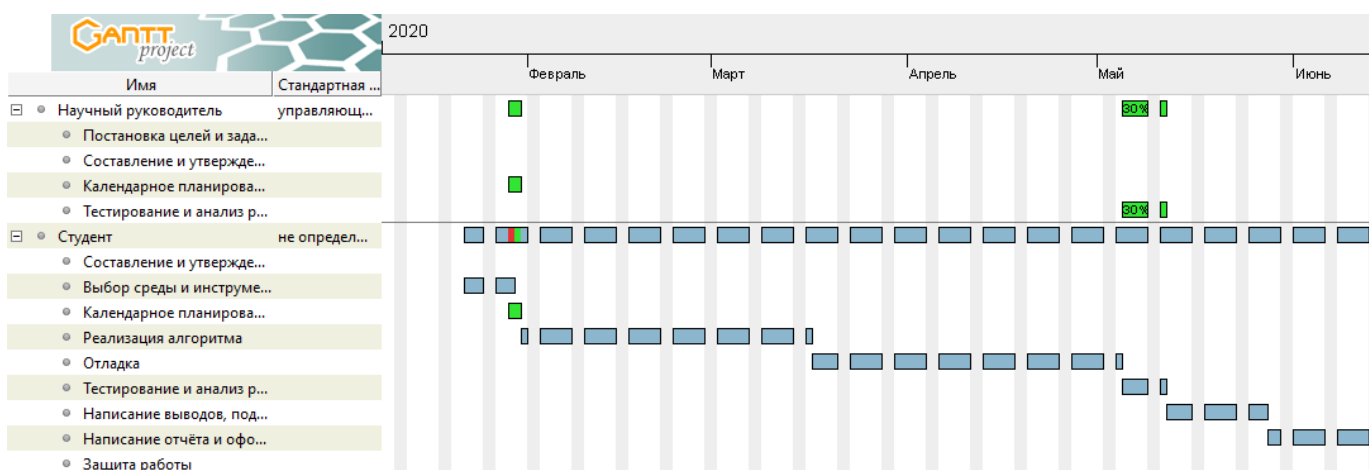 GANTT
project
2020
Февраль Март Апрель Май Июнь
Имя Стандартная ...
Научный руководитель управляющ... 30%
Постановка целей и зада...
Составление и утвержде...
Календарное планирова...
Тестирование и анализ р... 30%
Студент не определ...
Составление и утвержде...
Выбор среды и инструме...
Календарное планирова...
Реализация алгоритма
Отладка
Тестирование и анализ р...
Написание выводов, под...
Написание отчёта и офо...
Защита работы